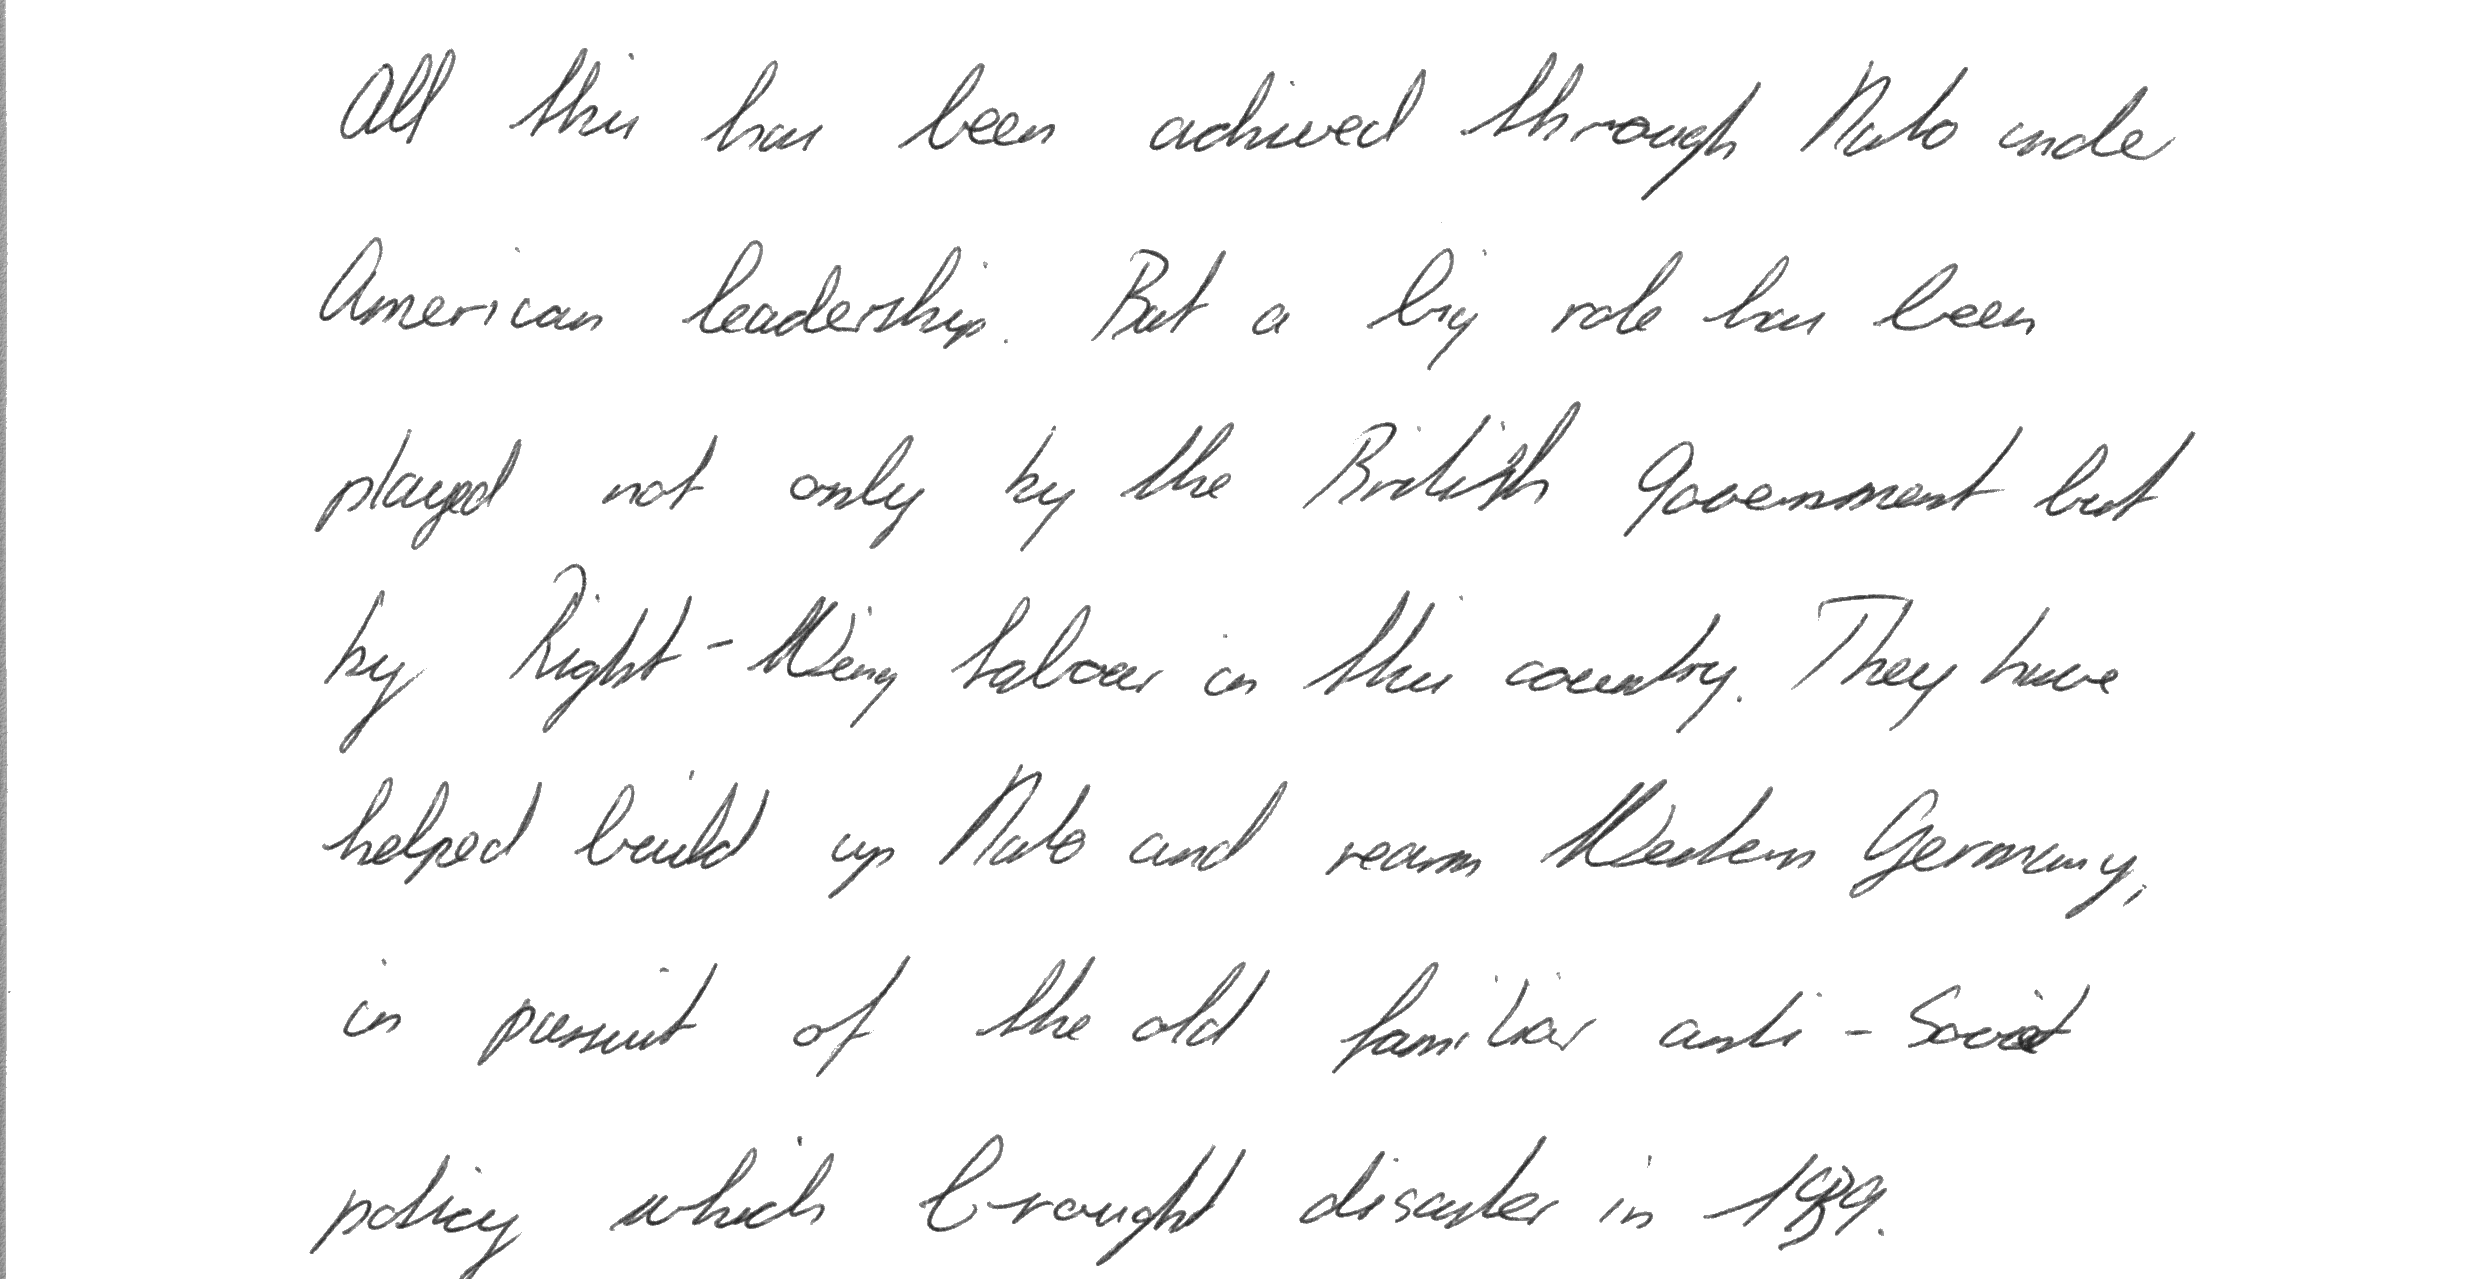 All this has been achived through Nato unde
American leadership. But a big role has been
played not only by the British Government but
by Right-Wing Labour in this country. They have
helped build up Nato and rearm Western Germany,
in pursuit of the old familiar anti-Soviet
policy which brought disaster in 1939.